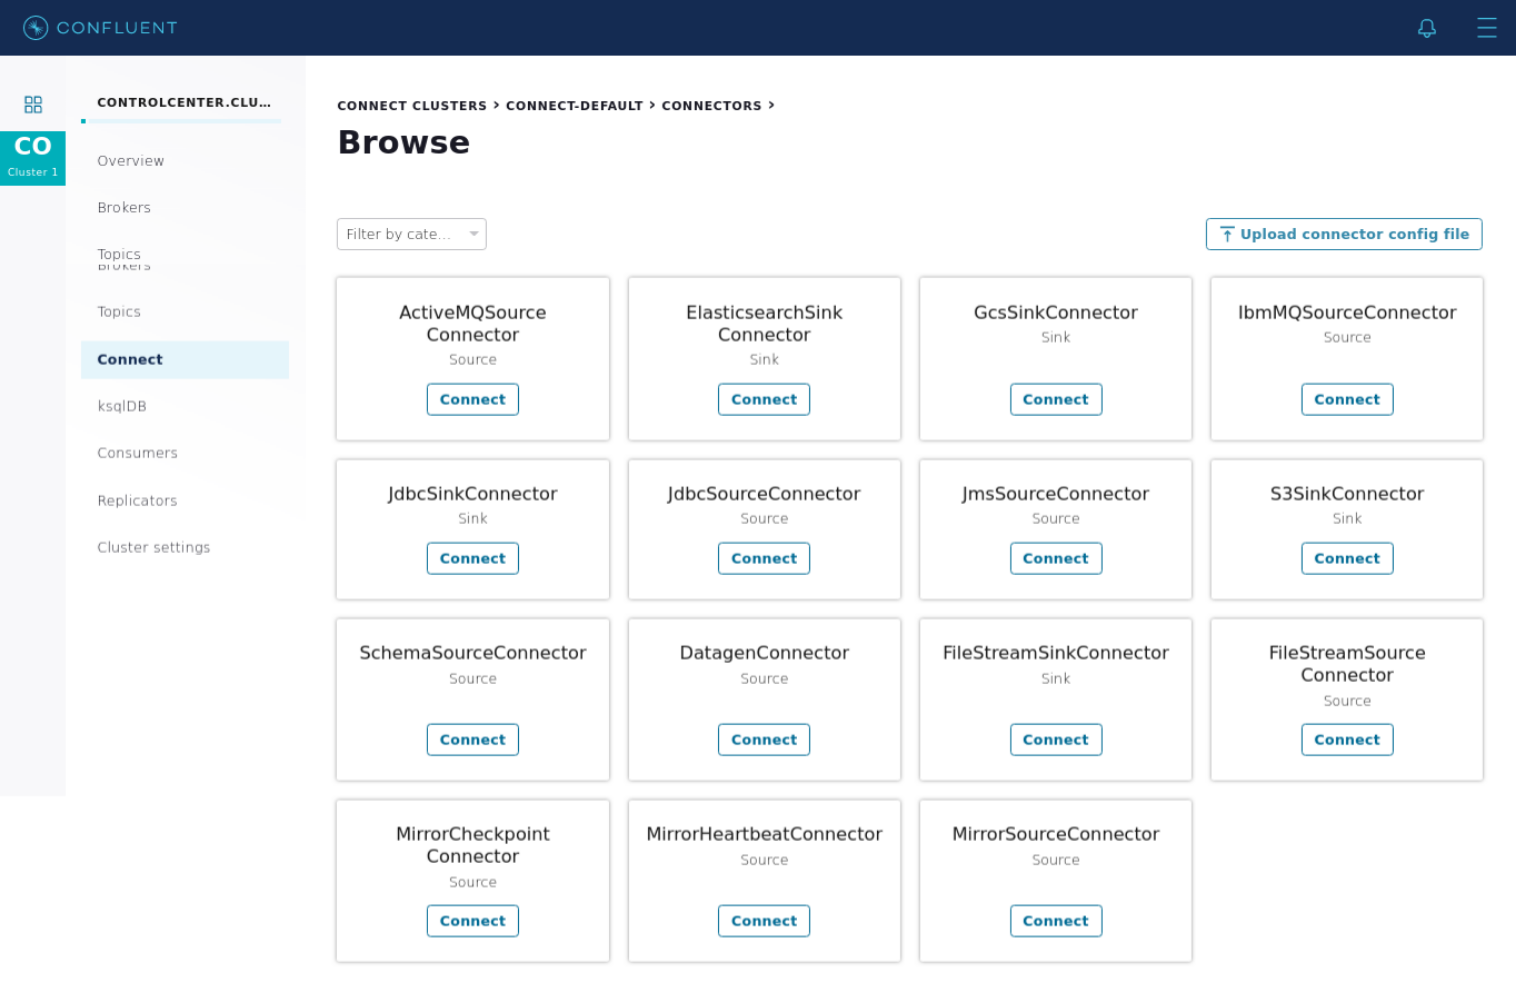 CONFLUENT
CO
Cluster 1
CONTROLCENTER.CLU...
Overview
Brokers
Topics
Brokers
Topics
Connect
ksqlDB
Consumers
Replicators
Cluster settings
CONNECT CLUSTERS > CONNECT-DEFAULT > CONNECTORS >
Browse
Filter by cate...
Upload connector config file
ActiveMQSource
Connector
Source
Connect
ElasticsearchSink
Connector
Sink
Connect
GcsSinkConnector
Sink
Connect
IbmMQSourceConnector
Source
Connect
JdbcSinkConnector
Sink
Connect
JdbcSourceConnector
Source
Connect
JmsSourceConnector
Source
Connect
S3SinkConnector
Sink
Connect
SchemaSourceConnector
Source
Connect
DatagenConnector
Source
Connect
FileStreamSinkConnector
Sink
Connect
FileStreamSource
Connector
Source
Connect
MirrorCheckpoint
Connector
Source
Connect
MirrorHeartbeatConnector
Source
Connect
MirrorSourceConnector
Source
Connect